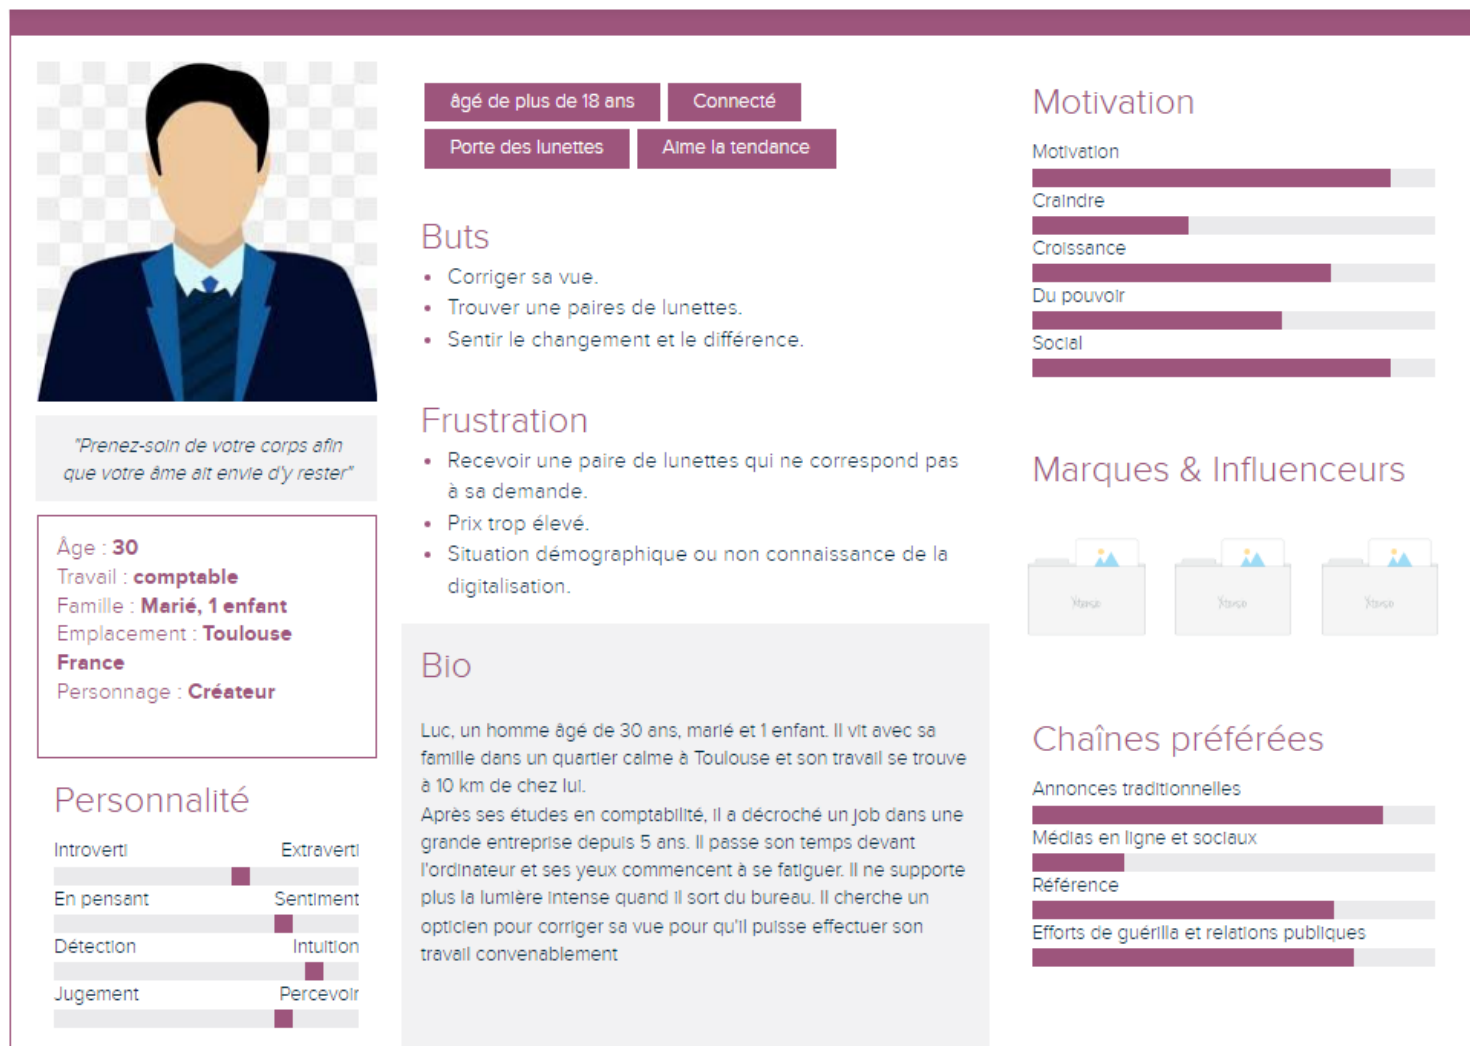 âgé de plus de 18 ans
Connecté
Porte des lunettes
Aime la tendance
Buts
Corriger sa vue.
Trouver une paires de lunettes.
Sentir le changement et le différence.
Frustration
Recevoir une paire de lunettes qui ne correspond pas
à sa demande.
Prix trop élevé.
Situation démographique ou non connaissance de la
digitalisation.
"Prenez-soin de votre corps afin
que votre âme ait envie d'y rester"
Âge : 30
Travail : comptable
Famille : Marié, 1 enfant
Emplacement : Toulouse
France
Personnage : Créateur
Personnalité
Introverti Extraverti
En pensant Sentiment
Détection Intuition
Jugement Percevoir
Bio
Luc, un homme âgé de 30 ans, marié et 1 enfant. Il vit avec sa
famille dans un quartier calme à Toulouse et son travail se trouve
à 10 km de chez lui.
Après ses études en comptabilité, il a décroché un job dans une
grande entreprise depuis 5 ans. Il passe son temps devant
l'ordinateur et ses yeux commencent à se fatiguer. Il ne supporte
plus la lumière intense quand il sort du bureau. Il cherche un
opticien pour corriger sa vue pour qu'il puisse effectuer son
travail convenablement
Motivation
Motivation
Craindre
Croissance
Du pouvoir
Social
Marques & Influenceurs
Xtensio
Xtensio
Xtensio
Chaînes préférées
Annonces traditionnelles
Médias en ligne et sociaux
Référence
Efforts de guérilla et relations publiques